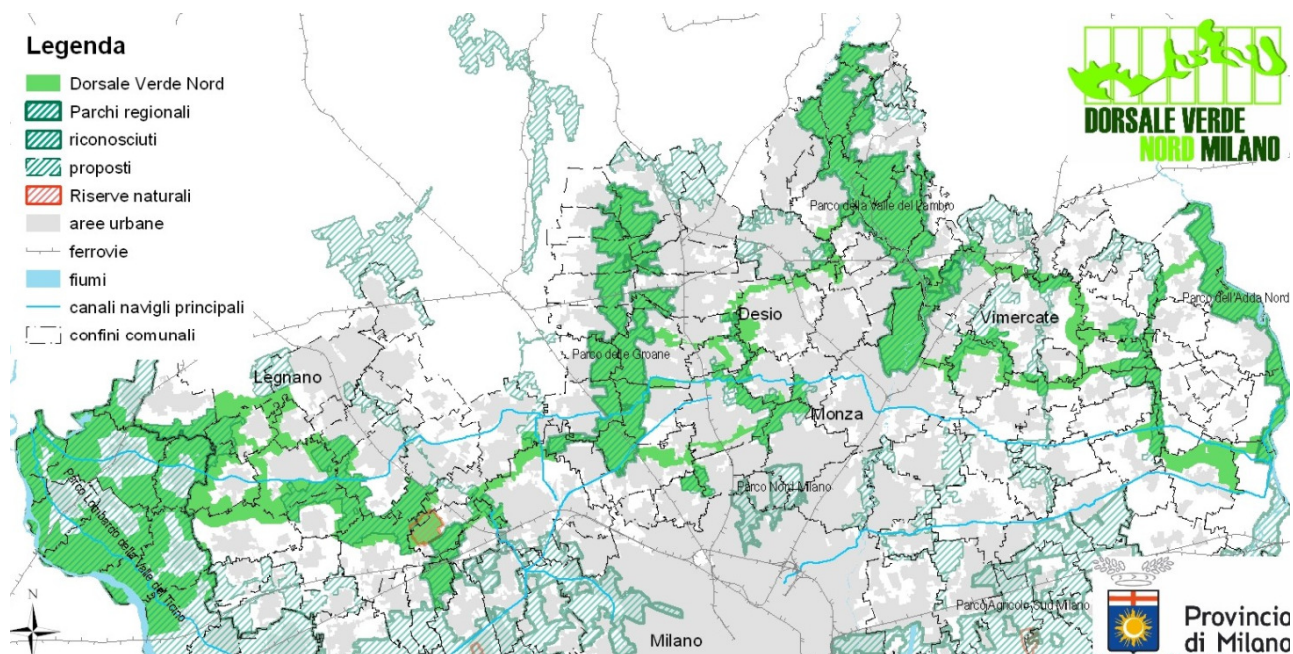 Legenda
Dorsale Verde Nord
Parchi regionali
riconosciuti
proposti
Riserve naturali
aree urbane
ferrovie
fiumi
canali navigli principali
confini comunali
DORSALE VERDE
NORD MILANO
Parco della Valle del Lambro
Parco dell'Adda Nord
Desio
Vimercate
Parco delle Groane
Legnano
Monza
Parco Nord Milano
Parco Lombardo della Valle del Ticino
Parco Agricolo Sud Milano
Milano
N
Provincia
di Milano